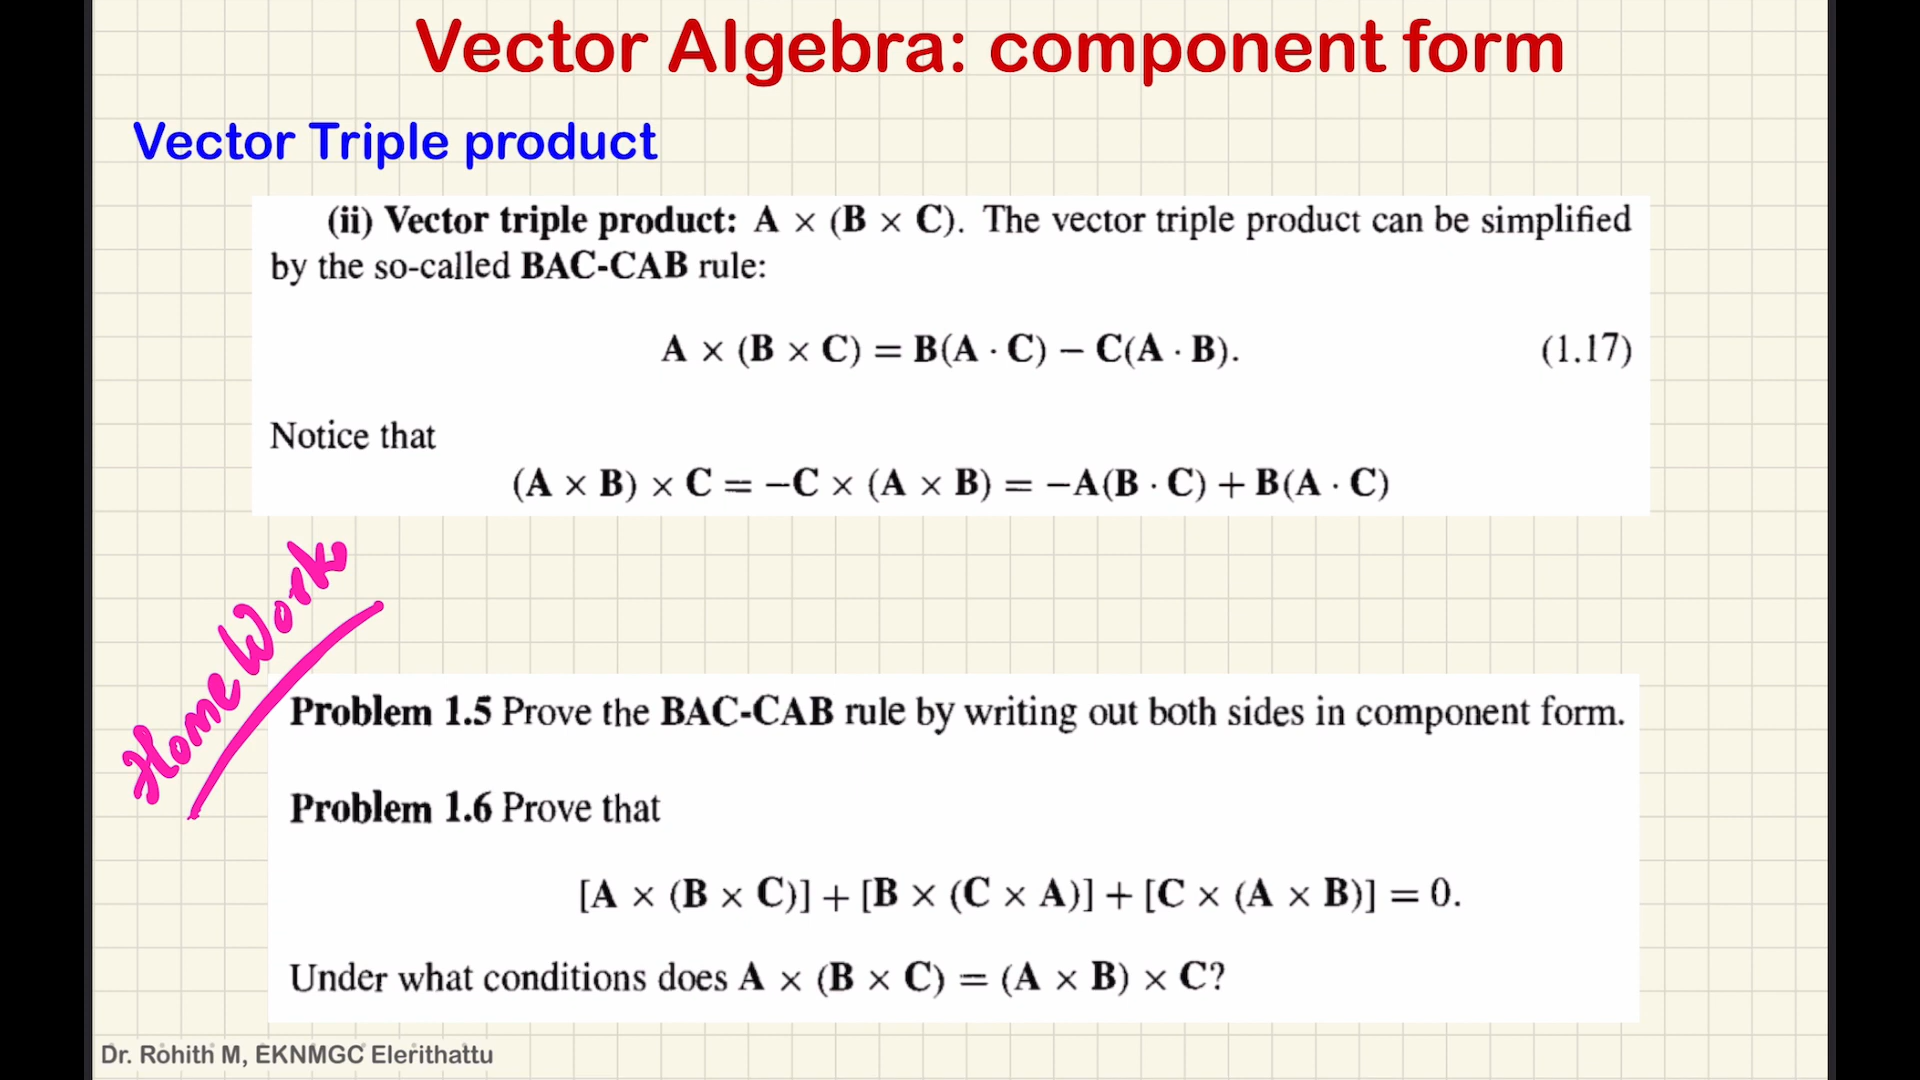 Vector Algebra: component form
Vector Triple product
(ii) Vector triple product: A × (B × C). The vector triple product can be simplified
by the so-called BAC-CAB rule:
A × (B × C) = B(A · C) − C(A · B). (1.17)
Notice that
(A × B) × C = −C × (A × B) = −A(B · C) + B(A · C)
Home Work
Problem 1.5 Prove the BAC-CAB rule by writing out both sides in component form.
Problem 1.6 Prove that
[A × (B × C)] + [B × (C × A)] + [C × (A × B)] = 0.
Under what conditions does A × (B × C) = (A × B) × C?
Dr. Rohith M, EKNMGC Elerithattu